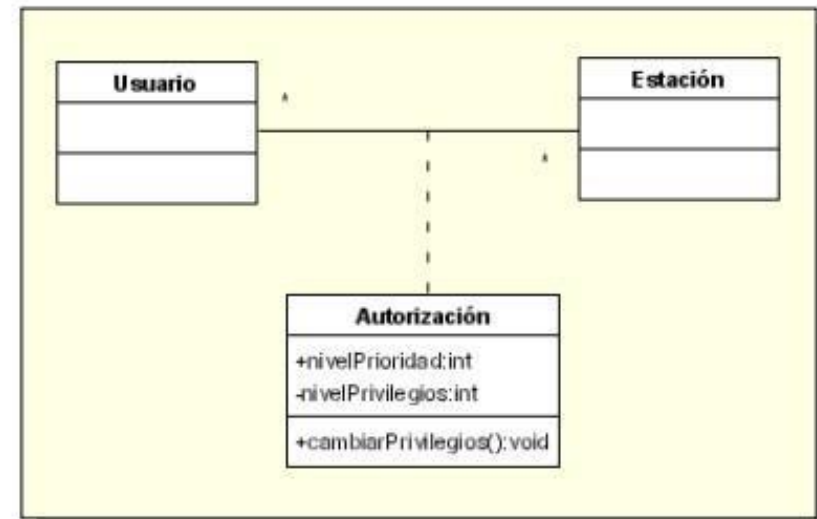 Usuario
*
Estación
*
Autorización
+nivelPrioridad:int
-nivelPrivilegios:int
+cambiarPrivilegios():void